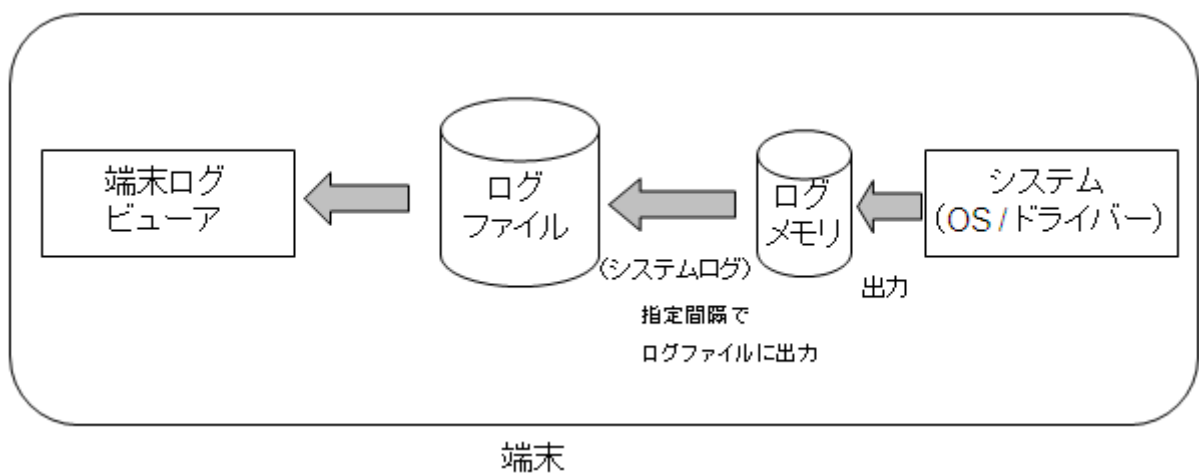 端末ログ
ビューア
ログ
ファイル
(システムログ)
指定間隔で
ログファイルに出力
ログ
メモリ
出力
システム
(OS/ドライバー)
端末